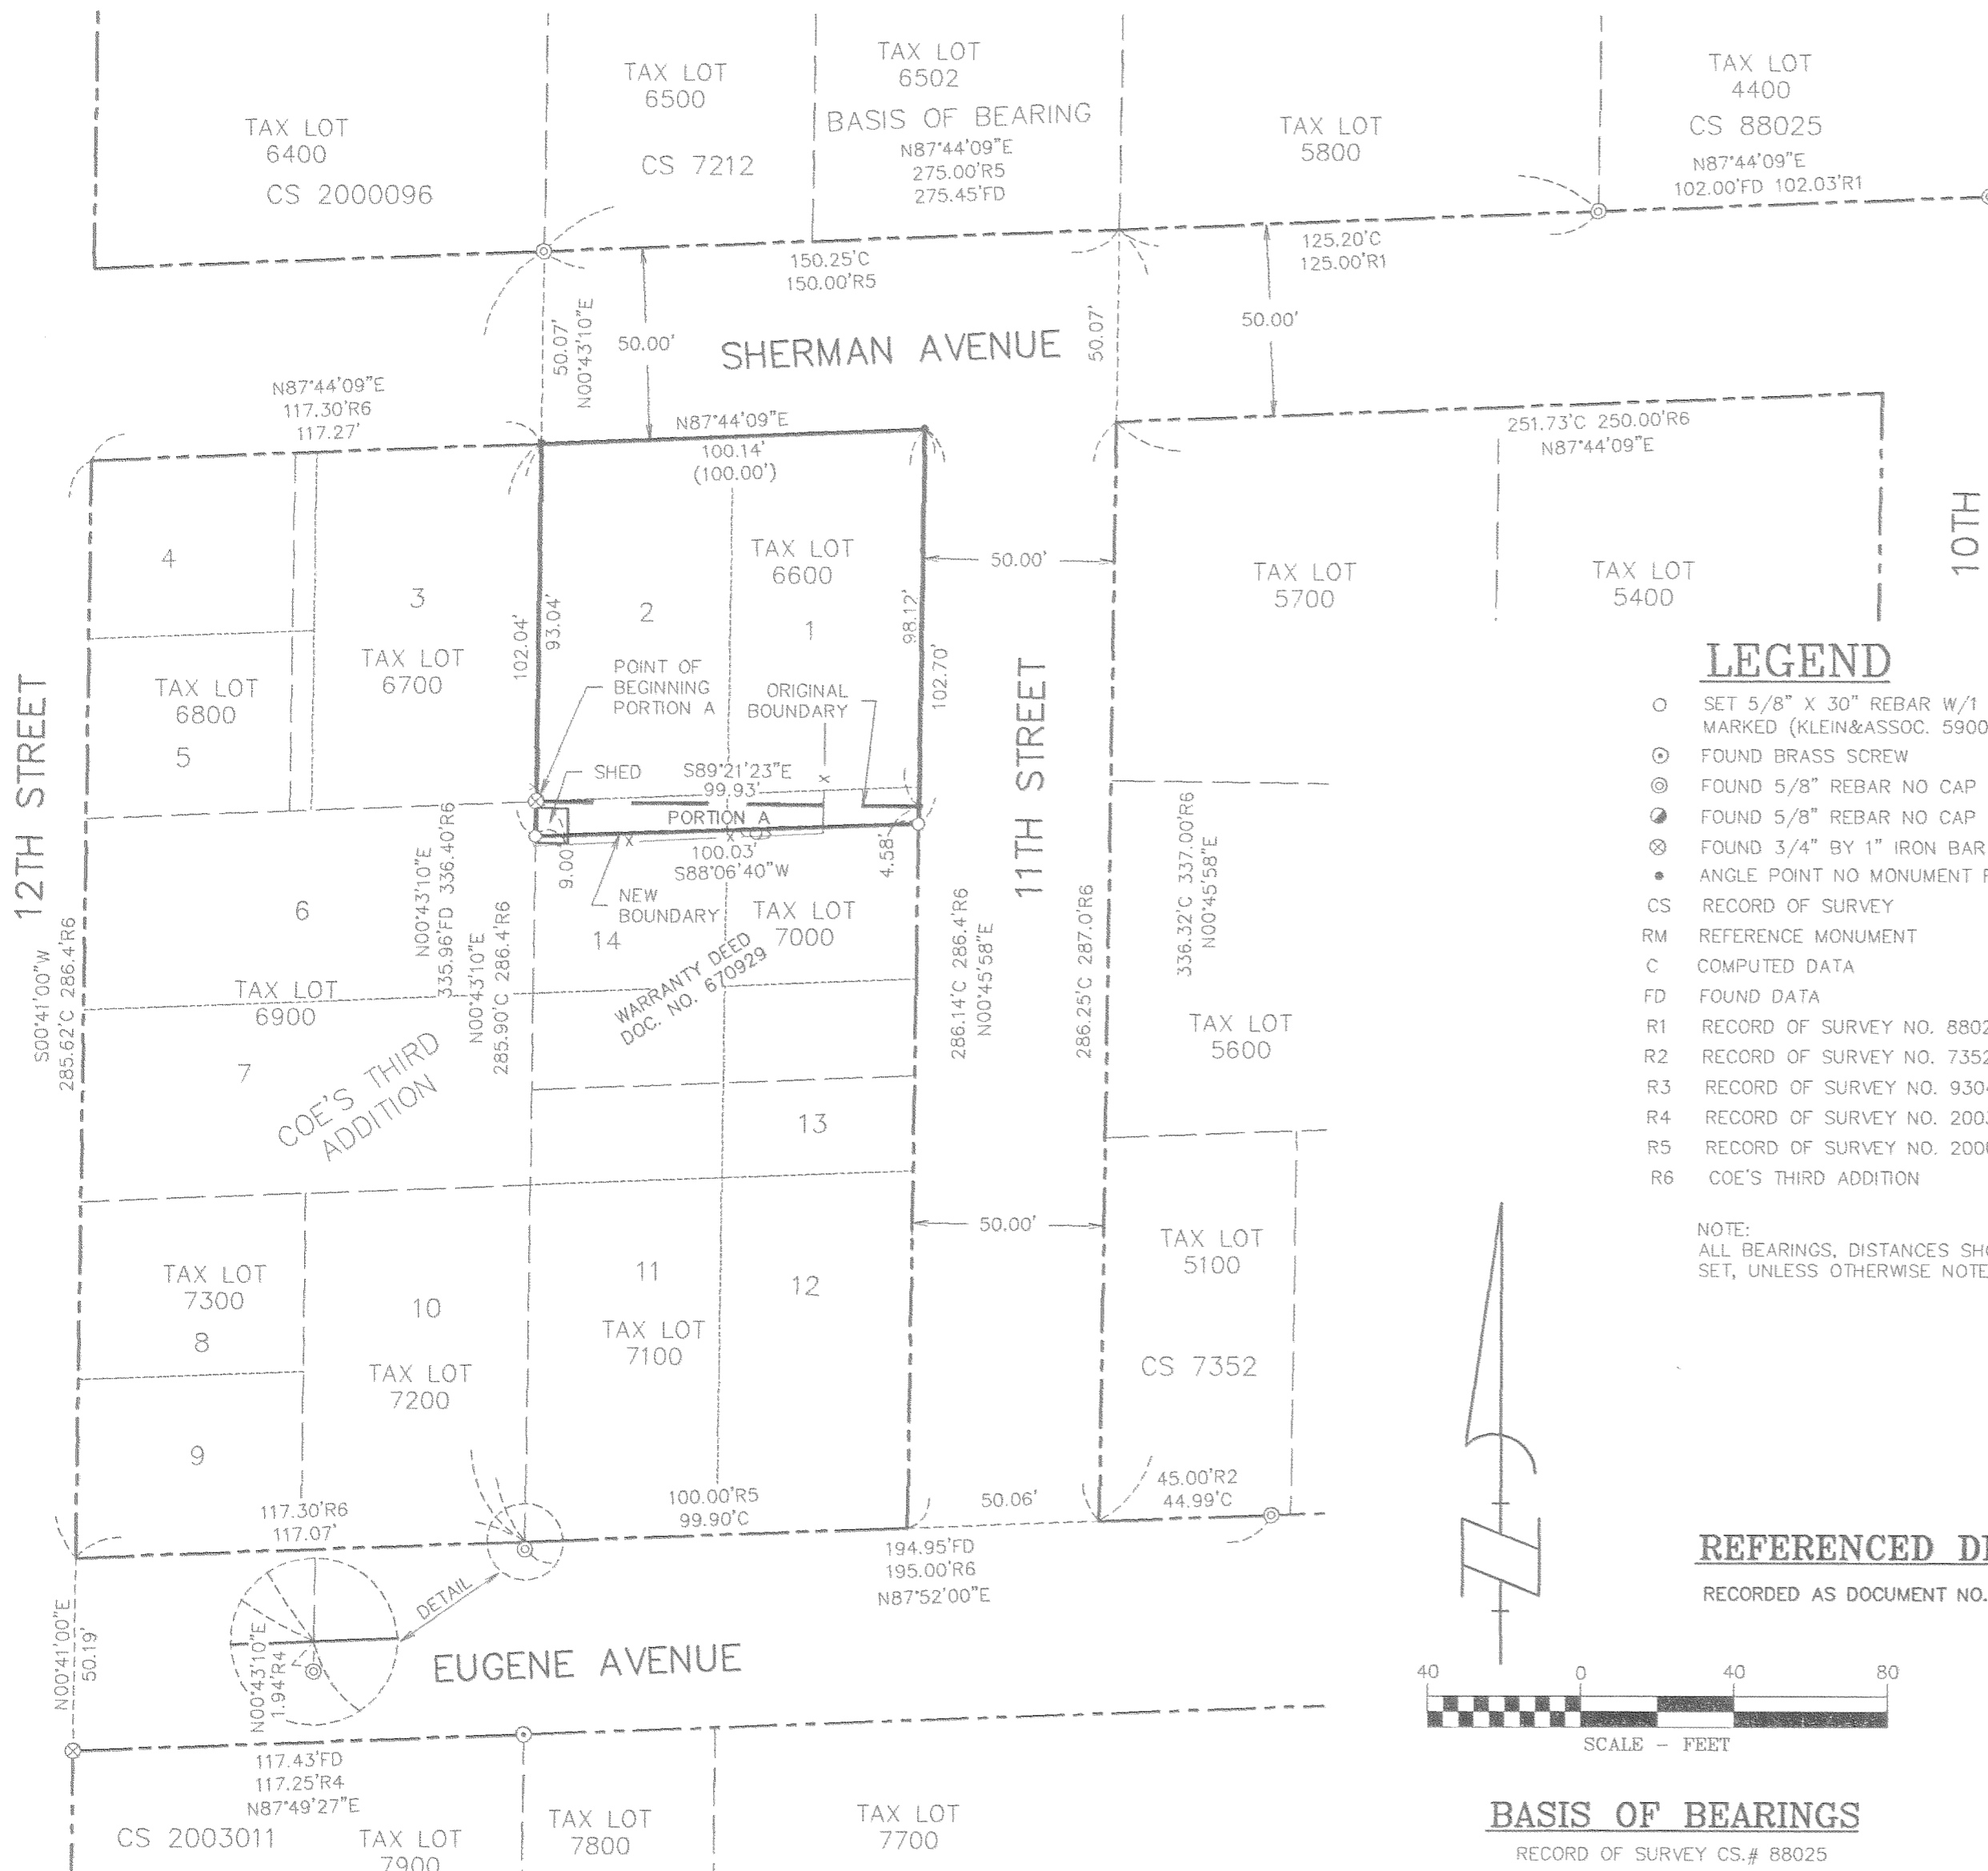 TAX LOT
6400
CS 2000096
TAX LOT
6500
CS 7212
TAX LOT
6502
BASIS OF BEARING
N87°44'09"E
275.00'R5
275.45'FD
TAX LOT
5800
TAX LOT
4400
CS 88025
N87°44'09"E
102.00'FD 102.03'R1
150.25'C
150.00'R5
125.20'C
125.00'R1
50.07'
N00°43'10"E
50.00'
SHERMAN AVENUE
50.07'
50.00'
N87°44'09"E
117.30'R6
117.27'
N87°44'09"E
100.14'
(100.00')
251.73'C 250.00'R6
N87°44'09"E
10TH
4
3
TAX LOT
6700
TAX LOT
6800
5
102.04'
93.04'
2
TAX LOT
6600
1
98.12'
102.70'
50.00'
TAX LOT
5700
TAX LOT
5400
POINT OF
BEGINNING
PORTION A
ORIGINAL
BOUNDARY
SHED
S89°21'23"E
99.93'
PORTION A
100.03'
S88°06'40"W
9.00'
4.58'
NEW
BOUNDARY
12TH STREET
11TH STREET
6
TAX LOT
7000
14
WARRANTY DEED
DOC. NO. 670929
N00°43'10"E
335.96'FD 336.40'R6
N00°43'10"E
285.90'C 286.4'R6
S00°41'00"W
285.62'C 286.4'R6
286.14'C 286.4'R6
N00°45'58"E
286.25'C 287.0'R6
336.32'C 337.00'R6
N00°45'58"E
TAX LOT
6900
7
COE'S THIRD
ADDITION
13
TAX LOT
5600
50.00'
TAX LOT
5100
CS 7352
TAX LOT
7300
8
9
10
TAX LOT
7200
11
TAX LOT
7100
12
117.30'R6
117.07'
100.00'R5
99.90'C
50.06'
45.00'R2
44.99'C
194.95'FD
195.00'R6
N87°52'00"E
DETAIL
N00°43'10"E
1.94'R4
N00°41'00"E
50.19'
EUGENE AVENUE
117.43'FD
117.25'R4
N87°49'27"E
CS 2003011
TAX LOT
7900
TAX LOT
7800
TAX LOT
7700
LEGEND
SET 5/8" X 30" REBAR W/1
MARKED (KLEIN&ASSOC. 5900
FOUND BRASS SCREW
FOUND 5/8" REBAR NO CAP
FOUND 5/8" REBAR NO CAP
FOUND 3/4" BY 1" IRON BAR
ANGLE POINT NO MONUMENT
CS RECORD OF SURVEY
RM REFERENCE MONUMENT
C COMPUTED DATA
FD FOUND DATA
R1 RECORD OF SURVEY NO. 8802
R2 RECORD OF SURVEY NO. 7352
R3 RECORD OF SURVEY NO. 930
R4 RECORD OF SURVEY NO. 200
R5 RECORD OF SURVEY NO. 200
R6 COE'S THIRD ADDITION
NOTE:
ALL BEARINGS, DISTANCES
SET, UNLESS OTHERWISE
REFERENCED
RECORDED AS DOCUMENT NO.
40 0 40 80
SCALE - FEET
BASIS OF BEARINGS
RECORD OF SURVEY CS.# 88025